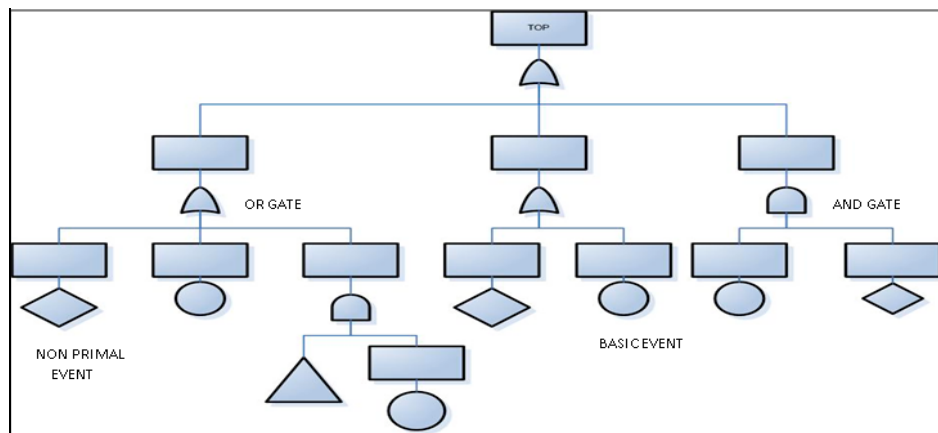 TOP
OR GATE
AND GATE
NON PRIMAL
EVENT
BASIC EVENT